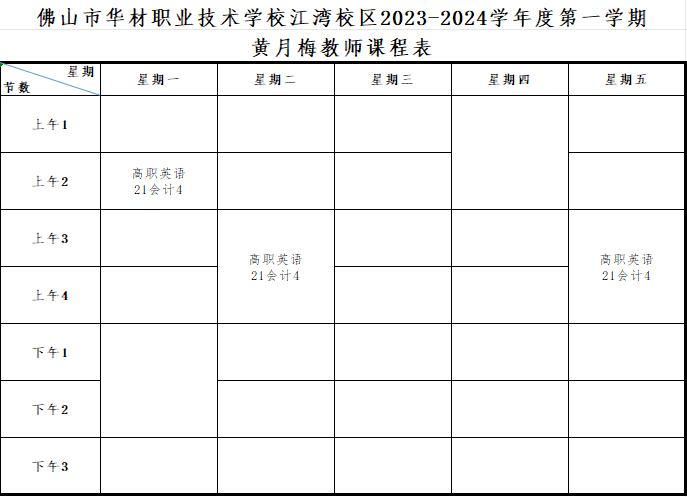 佛山市华材职业技术学校江湾校区2023-2024学年度第一学期
黄月梅教师课程表
星期
节数
星期一
星期二
星期三
星期四
星期五
上午1
上午2
高职英语
21会计4
上午3
高职英语
21会计4
高职英语
21会计4
上午4
下午1
下午2
下午3